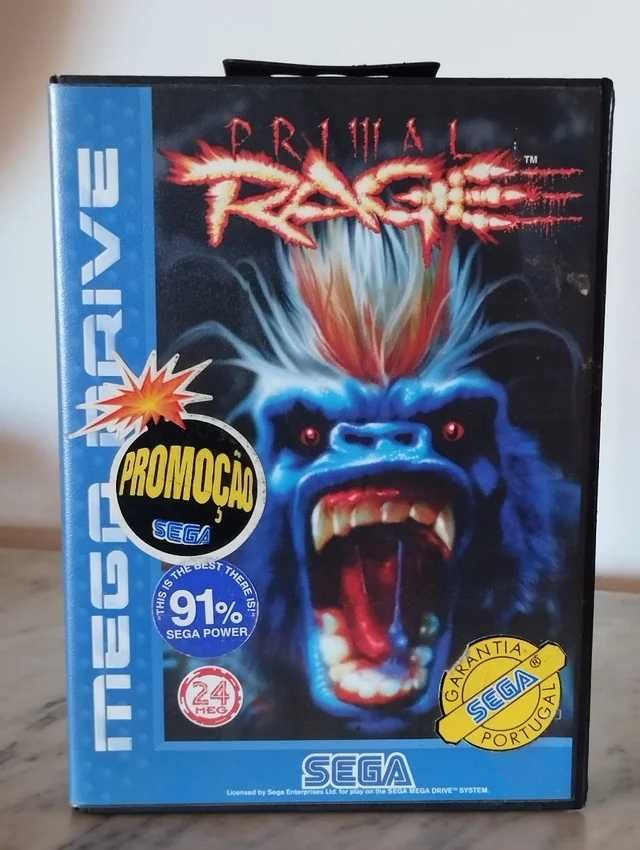 PRIMAL
RAGE
TM
MEGA DRIVE
PROMOÇÃO
SEGA
"THIS IS THE BEST THERE IS!"
91%
SEGA POWER
24
MEG
GARANTIA
SEGA ®
PORTUGAL
SEGA
Licensed by Sega Enterprises Ltd. for play on the SEGA MEGA DRIVE™ SYSTEM.